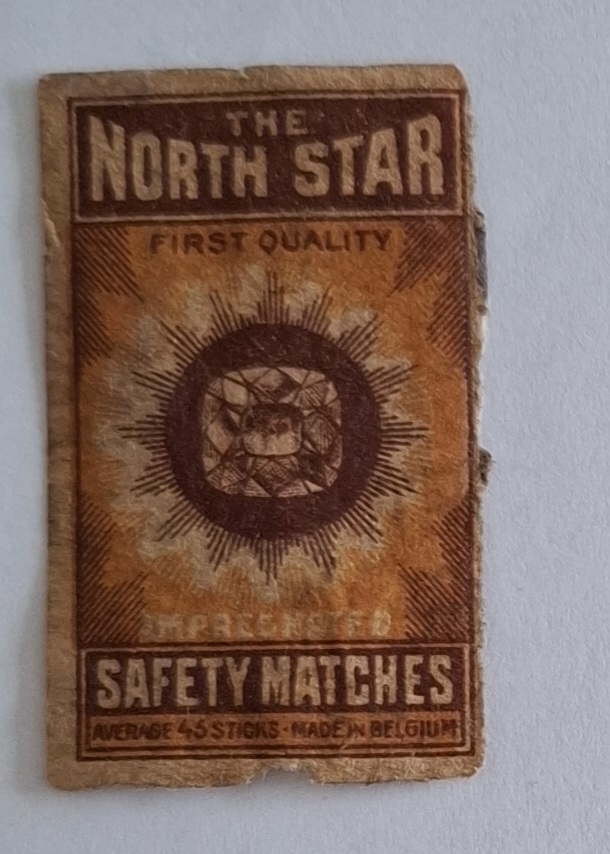 THE
NORTH STAR
FIRST QUALITY
IMPREGNATED
SAFETY MATCHES
AVERAGE 45 STICKS · MADE IN BELGIUM